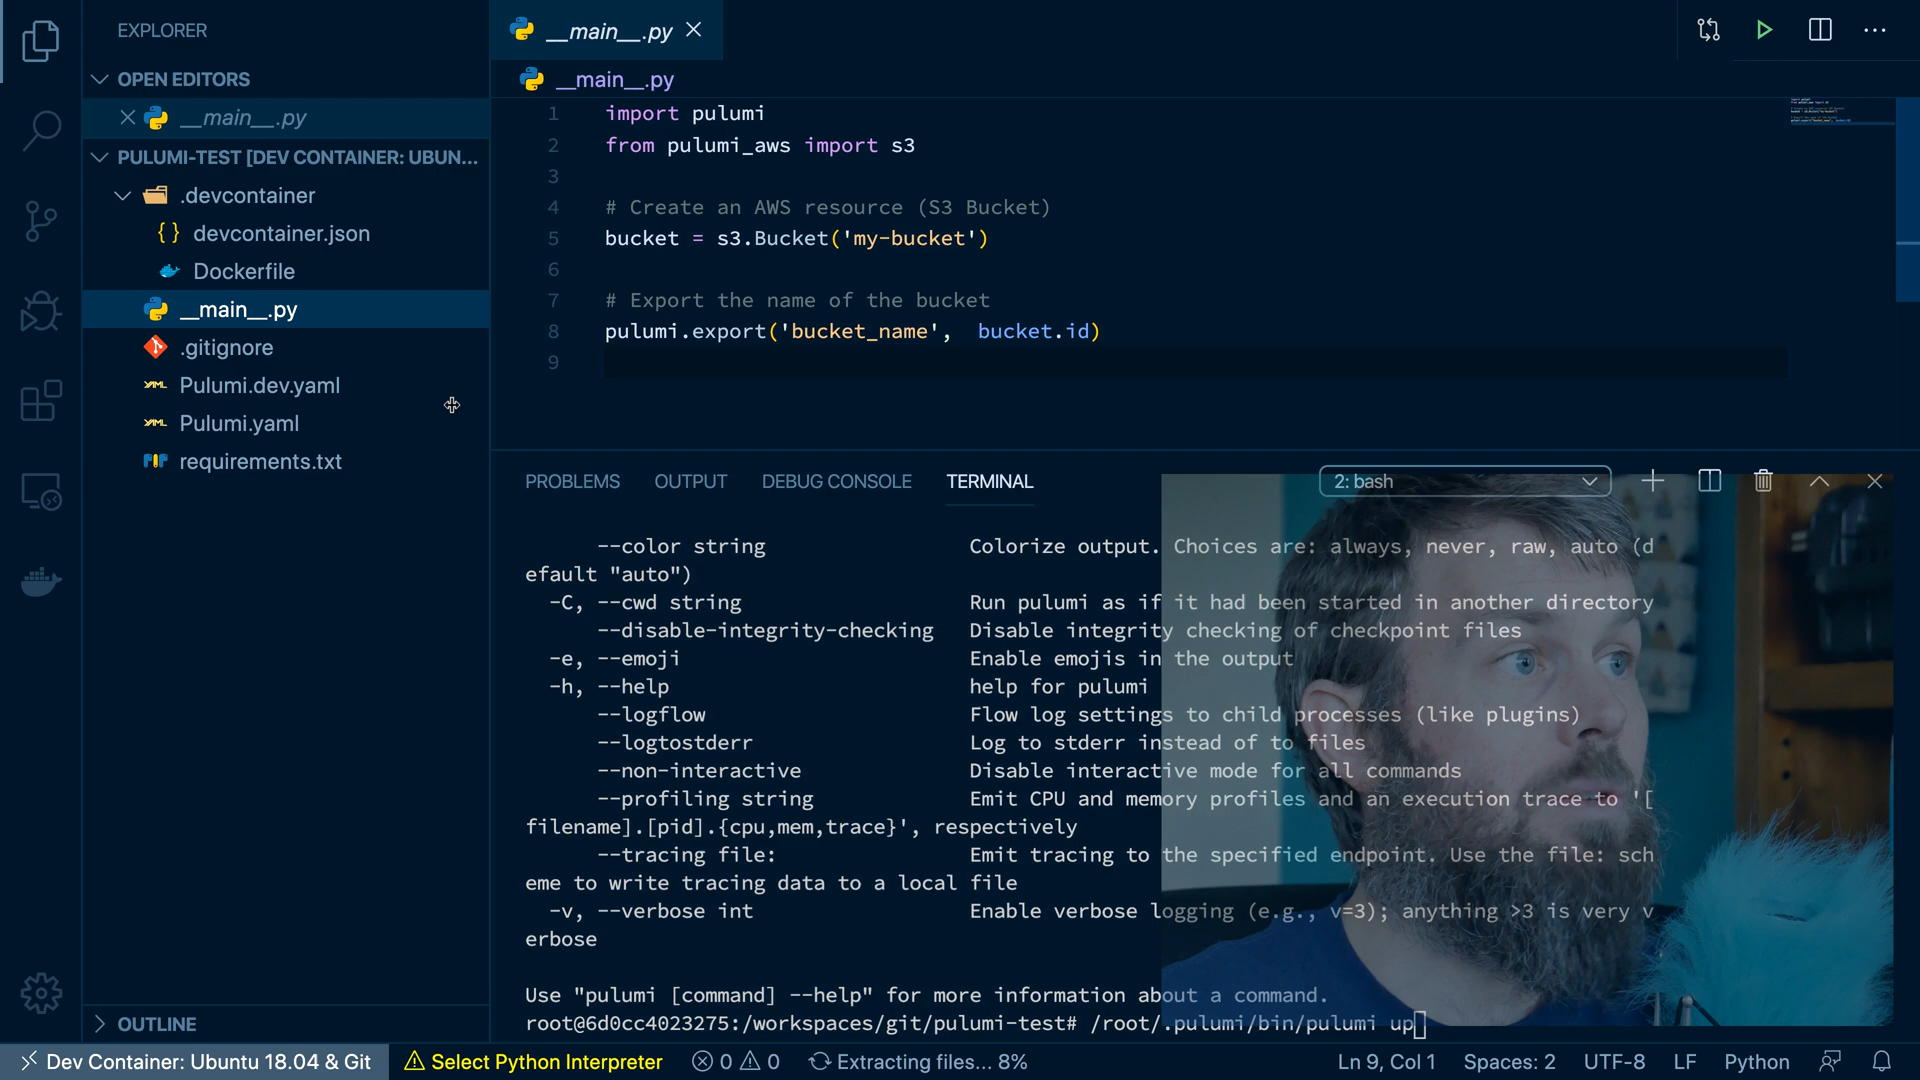 EXPLORER
OPEN EDITORS
__main__.py
PULUMI-TEST [DEV CONTAINER: UBUN...
.devcontainer
{ } devcontainer.json
Dockerfile
__main__.py
.gitignore
YAML Pulumi.dev.yaml
YAML Pulumi.yaml
requirements.txt
OUTLINE
__main__.py
__main__.py
1 import pulumi
2 from pulumi_aws import s3
3
4 # Create an AWS resource (S3 Bucket)
5 bucket = s3.Bucket('my-bucket')
6
7 # Export the name of the bucket
8 pulumi.export('bucket_name',  bucket.id)
9
PROBLEMS OUTPUT DEBUG CONSOLE TERMINAL 2: bash
--color string Colorize output. Choices are: always, never, raw, auto (d
efault "auto")
-C, --cwd string Run pulumi as if it had been started in another directory
--disable-integrity-checking Disable integrity checking of checkpoint files
-e, --emoji Enable emojis in the output
-h, --help help for pulumi
--logflow Flow log settings to child processes (like plugins)
--logtostderr Log to stderr instead of to files
--non-interactive Disable interactive mode for all commands
--profiling string Emit CPU and memory profiles and an execution trace to '[
filename].[pid].{cpu,mem,trace}', respectively
--tracing file: Emit tracing to the specified endpoint. Use the file: sch
eme to write tracing data to a local file
-v, --verbose int Enable verbose logging (e.g., v=3); anything >3 is very v
erbose
Use "pulumi [command] --help" for more information about a command.
root@6d0cc4023275:/workspaces/git/pulumi-test# /root/.pulumi/bin/pulumi up
Dev Container: Ubuntu 18.04 & Git Select Python Interpreter 0 0 Extracting files... 8% Ln 9, Col 1 Spaces: 2 UTF-8 LF Python